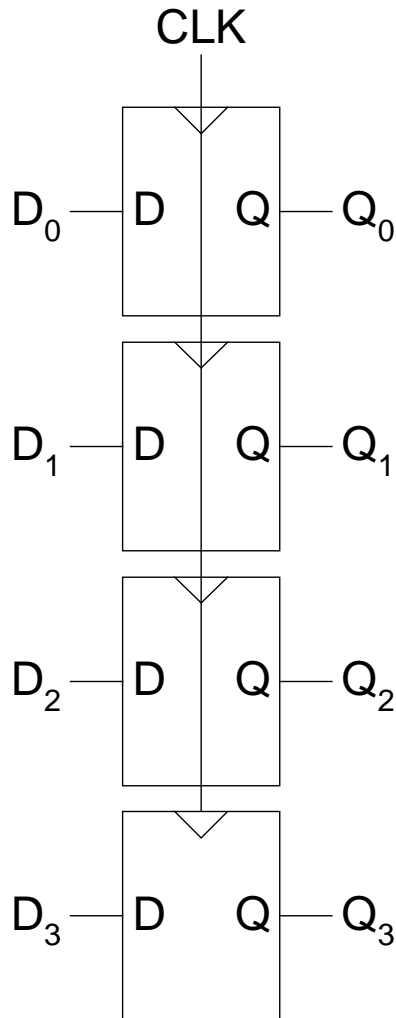 CLK
D₀ D Q Q₀
D₁ D Q Q₁
D₂ D Q Q₂
D₃ D Q Q₃